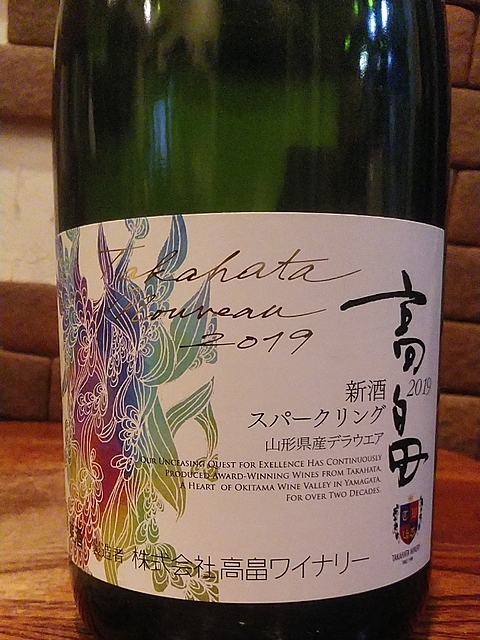 Takahata
Nouveau
2019
高畠
2019
新酒
スパークリング
山形県産デラウエア
OUR UNCEASING QUEST FOR EXELLENCE HAS CONTINUOUSLY
PRODUCED AWARD-WINNING WINES FROM TAKAHATA,
A HEART OF OKITAMA WINE VALLEY IN YAMAGATA,
FOR OVER TWO DECADES.
TAKAHATA WINERY
製造者 株式会社 高畠ワイナリー